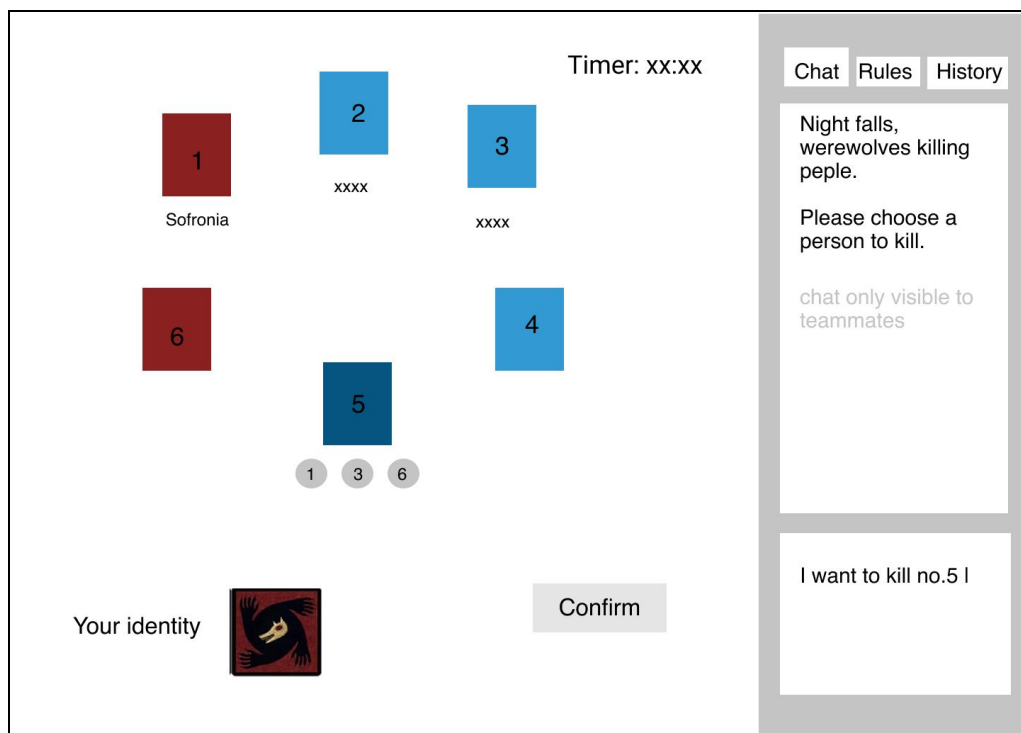 Timer: xx:xx
1
2
3
Sofronia
xxxx
xxxx
6
5
4
1 3 6
Your identity
Confirm
Chat Rules History
Night falls,
werewolves killing
peple.
Please choose a
person to kill.
chat only visible to
teammates
I want to kill no.5 l